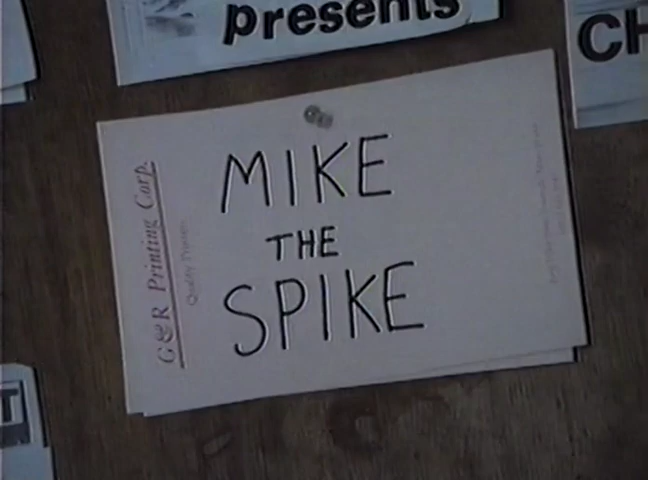 presents
CH
MIKE
THE
SPIKE
G&R Printing Corp.
Quality Printers
T